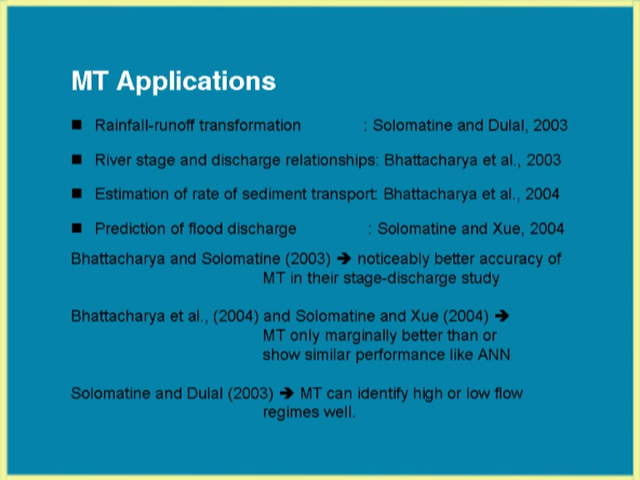 MT Applications
■ Rainfall-runoff transformation : Solomatine and Dulal, 2003
■ River stage and discharge relationships: Bhattacharya et al., 2003
■ Estimation of rate of sediment transport: Bhattacharya et al., 2004
■ Prediction of flood discharge : Solomatine and Xue, 2004
Bhattacharya and Solomatine (2003) ➔ noticeably better accuracy of
MT in their stage-discharge study
Bhattacharya et al., (2004) and Solomatine and Xue (2004) ➔
MT only marginally better than or
show similar performance like ANN
Solomatine and Dulal (2003) ➔ MT can identify high or low flow
regimes well.